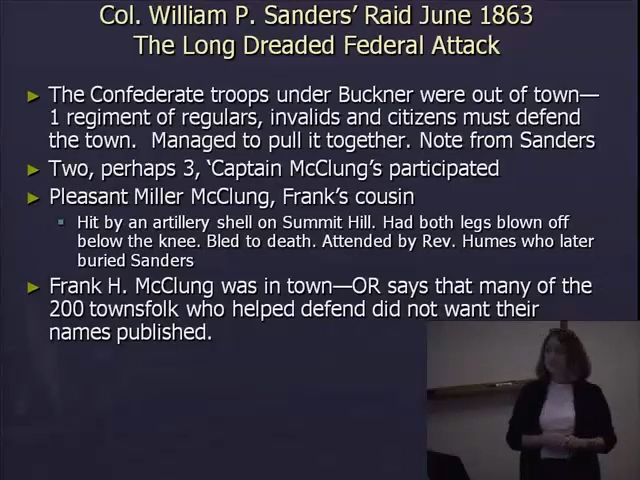 Col. William P. Sanders’ Raid June 1863
The Long Dreaded Federal Attack
► The Confederate troops under Buckner were out of town—
1 regiment of regulars, invalids and citizens must defend
the town. Managed to pull it together. Note from Sanders
► Two, perhaps 3, ‘Captain McClung’s participated
► Pleasant Miller McClung, Frank’s cousin
▪ Hit by an artillery shell on Summit Hill. Had both legs blown off
below the knee. Bled to death. Attended by Rev. Humes who later
buried Sanders
► Frank H. McClung was in town—OR says that many of the
200 townsfolk who helped defend did not want their
names published.